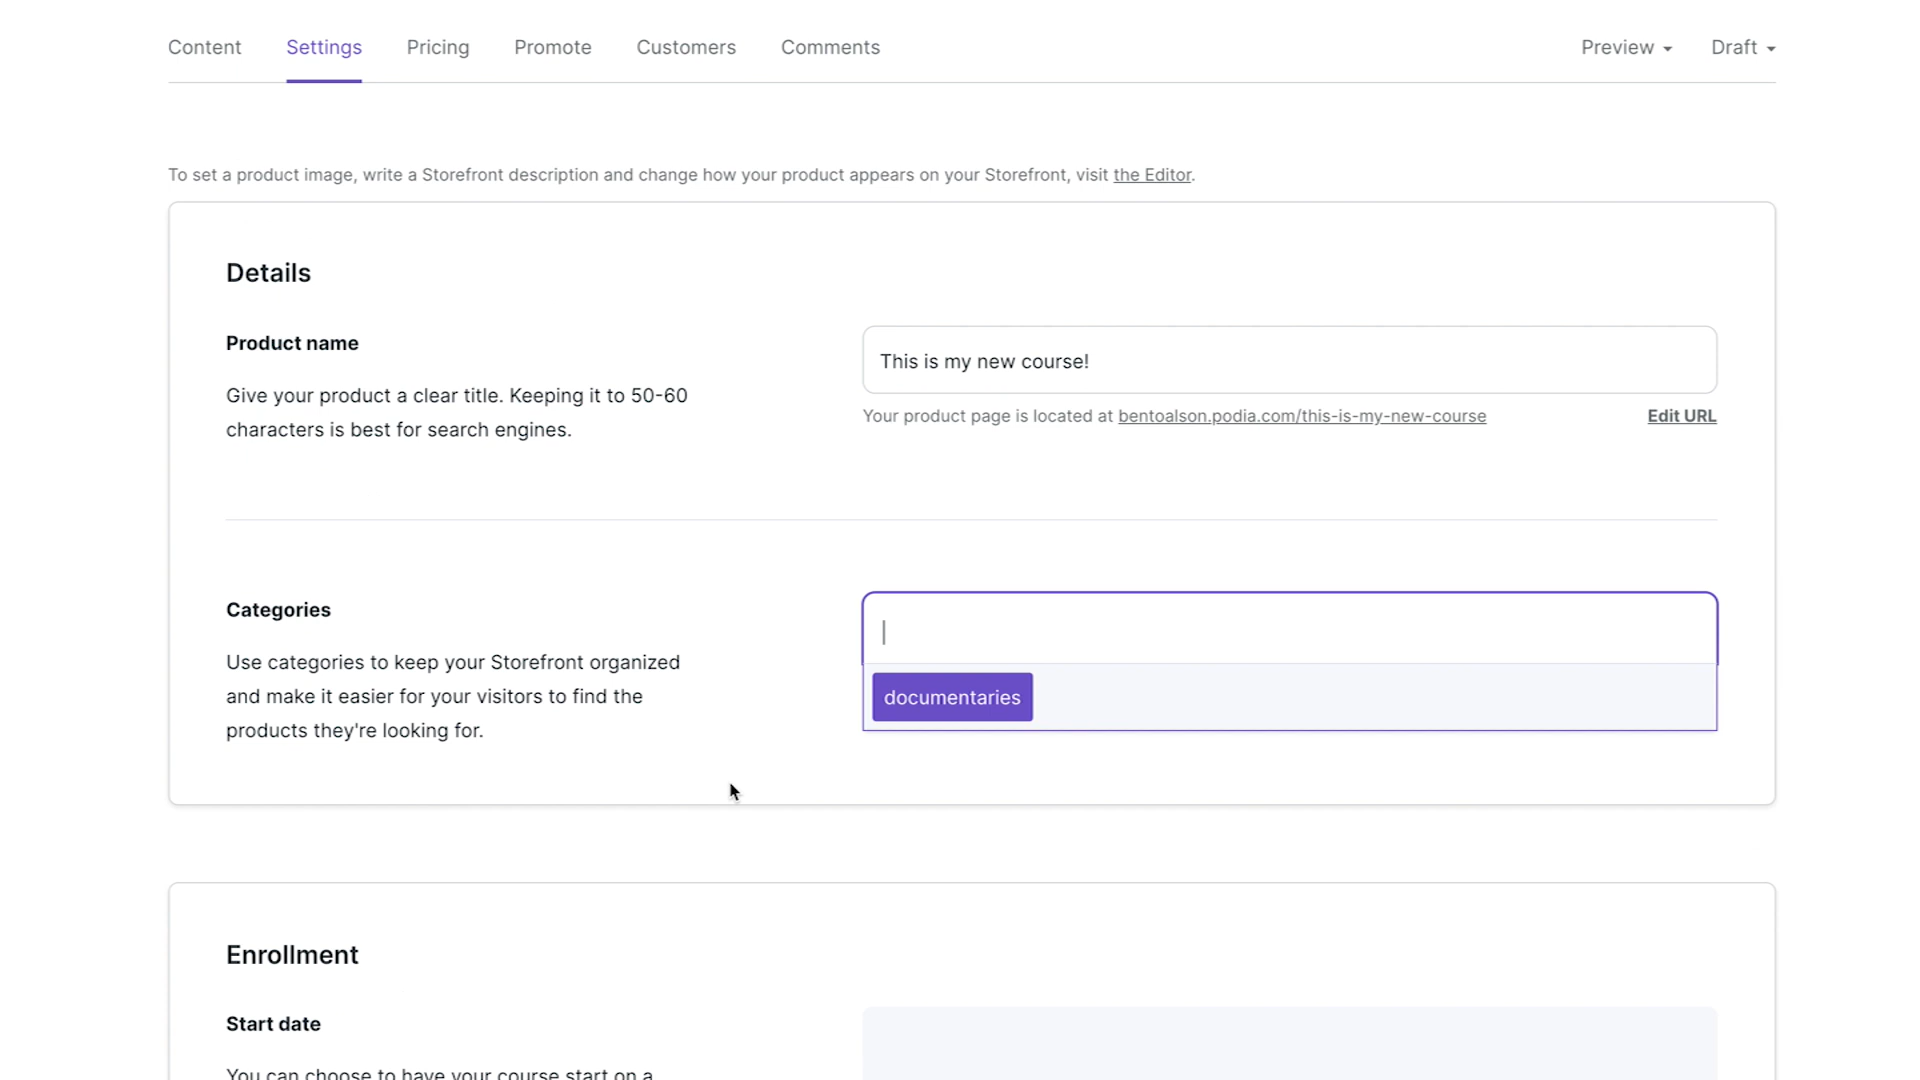 Content Settings Pricing Promote Customers Comments Preview Draft
To set a product image, write a Storefront description and change how your product appears on your Storefront, visit the Editor.
Details
Product name
Give your product a clear title. Keeping it to 50-60
characters is best for search engines.
This is my new course!
Your product page is located at bentoalson.podia.com/this-is-my-new-course Edit URL
Categories
Use categories to keep your Storefront organized
and make it easier for your visitors to find the
products they're looking for.
documentaries
Enrollment
Start date
You can choose to have your course start on a